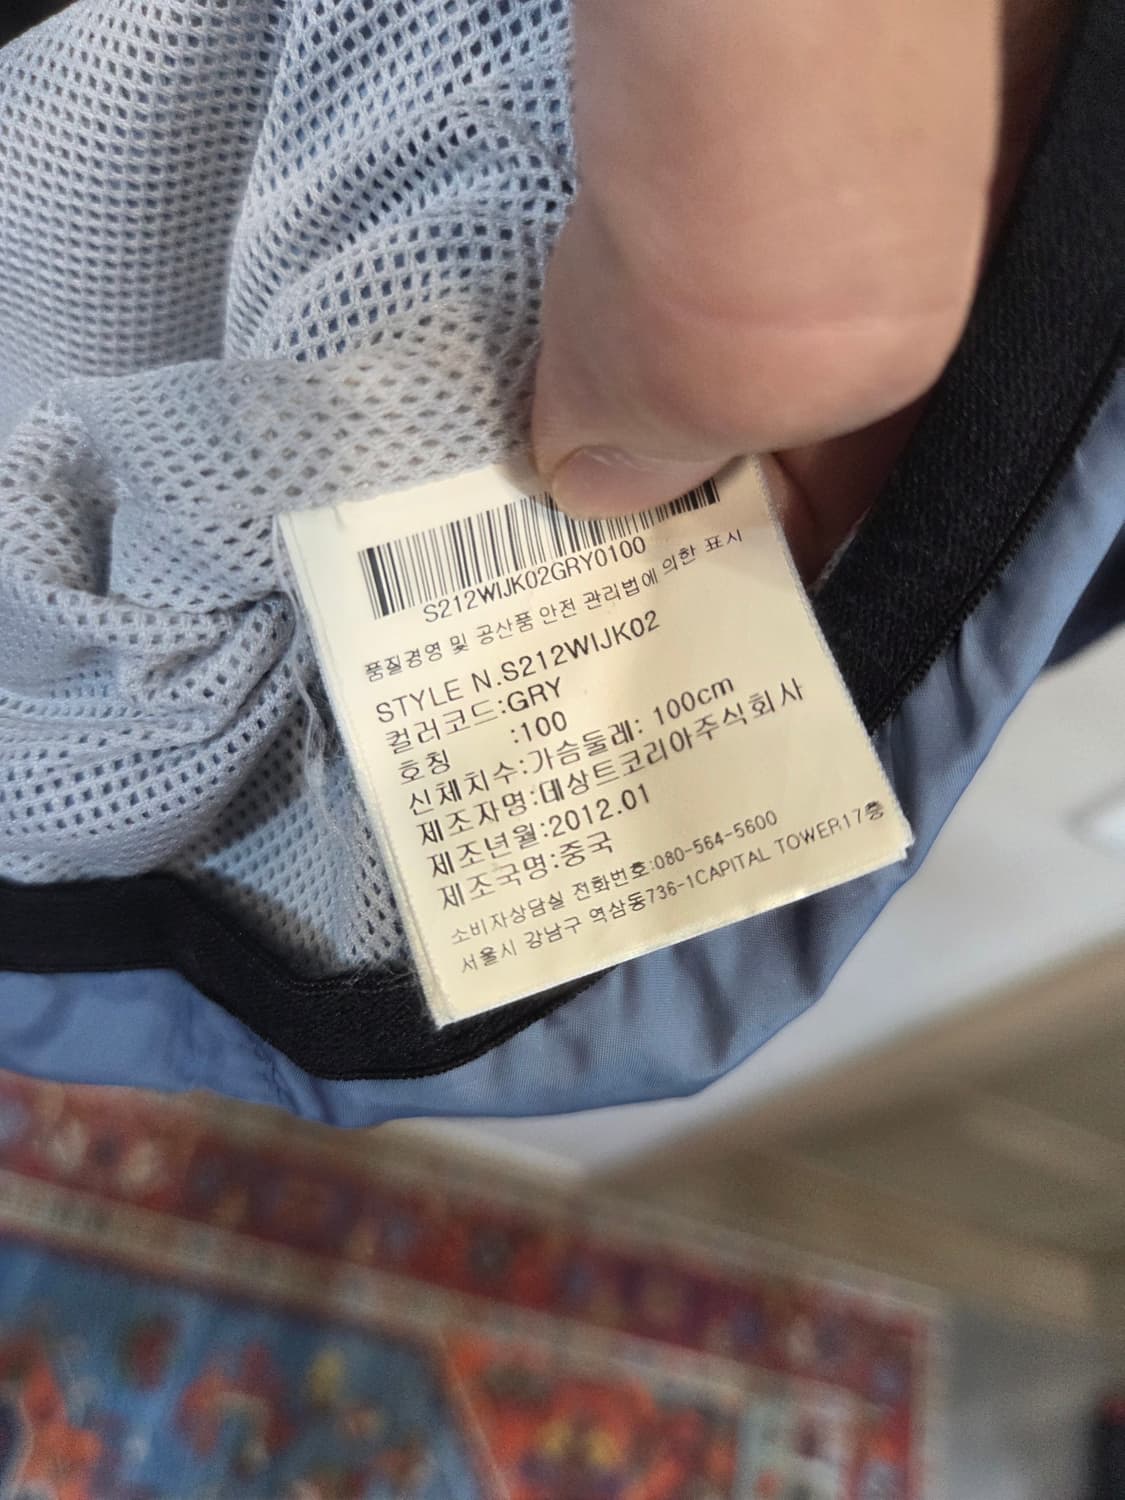 S212WIJK02GRY0100
품질경영 및 공산품 안전 관리법에 의한 표시
STYLE N.S212WIJK02
컬러코드:GRY
호칭 :100
신체치수:가슴둘레: 100cm
제조자명:데상트코리아주식회사
제조년월:2012.01
제조국명:중국
소비자상담실 전화번호:080-564-5600
서울시 강남구 역삼동736-1CAPITAL TOWER17층